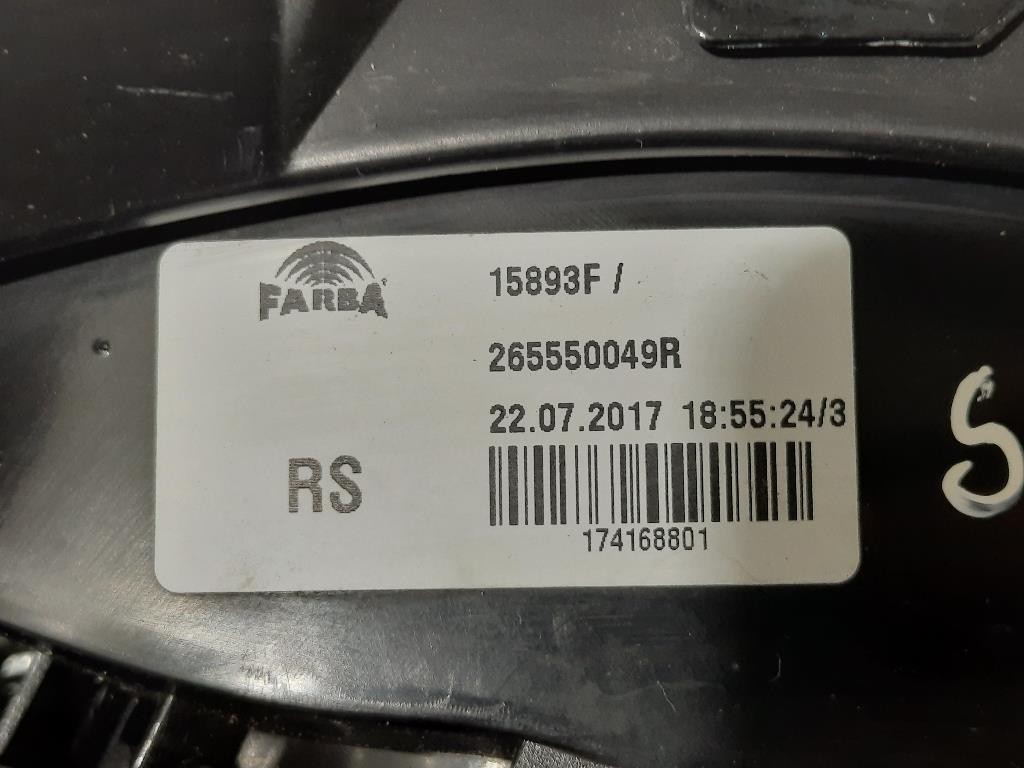 FARBA
15893F /
265550049R
22.07.2017 18:55:24/3
RS
174168801
S